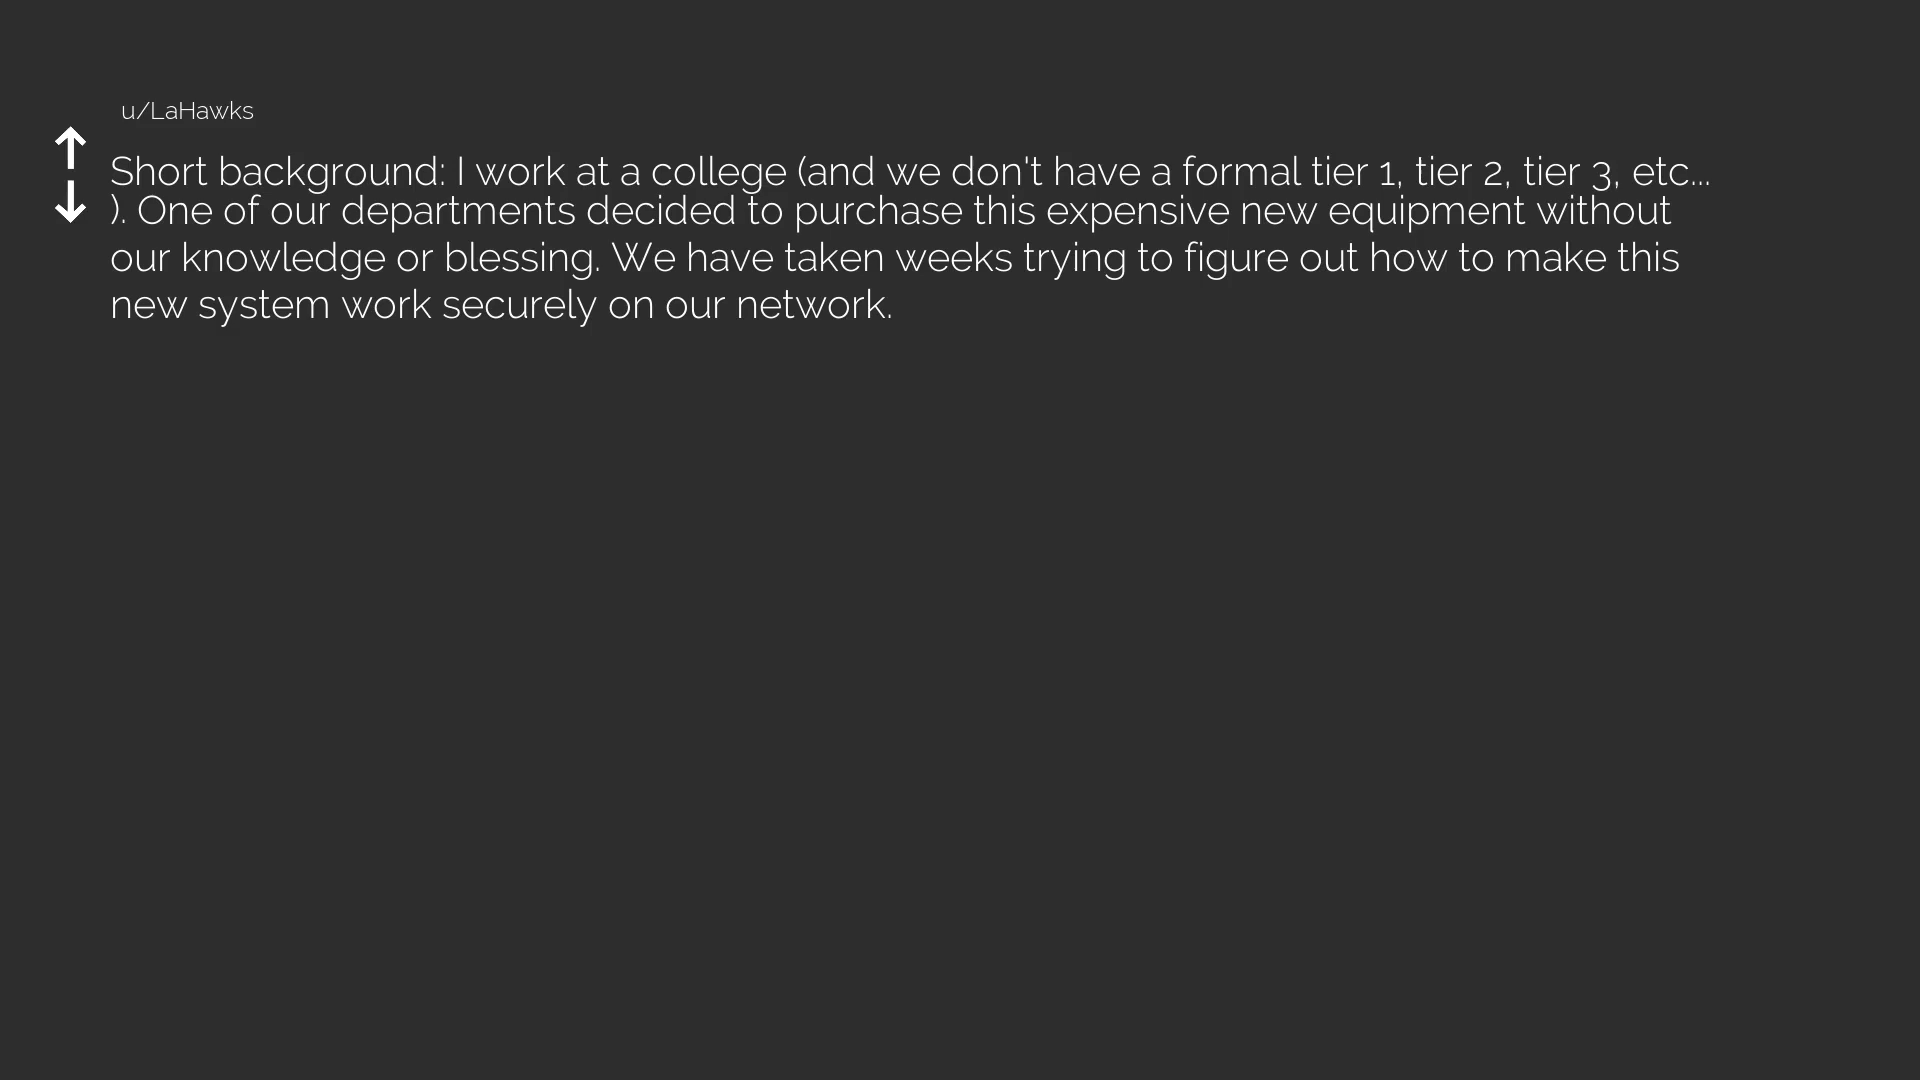 u/LaHawks
Short background: I work at a college (and we don't have a formal tier 1, tier 2, tier 3, etc...
). One of our departments decided to purchase this expensive new equipment without
our knowledge or blessing. We have taken weeks trying to figure out how to make this
new system work securely on our network.